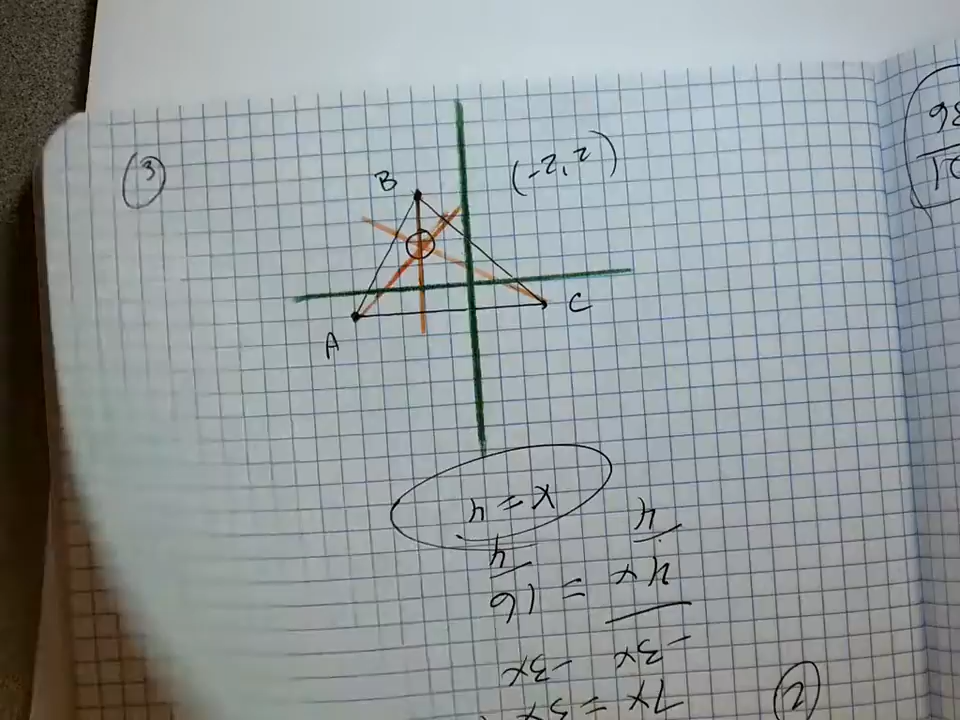 3
B
(-2, 2)
A
C
2
7x = 3x
-3x -3x
4x = 16
4 4
x = 4